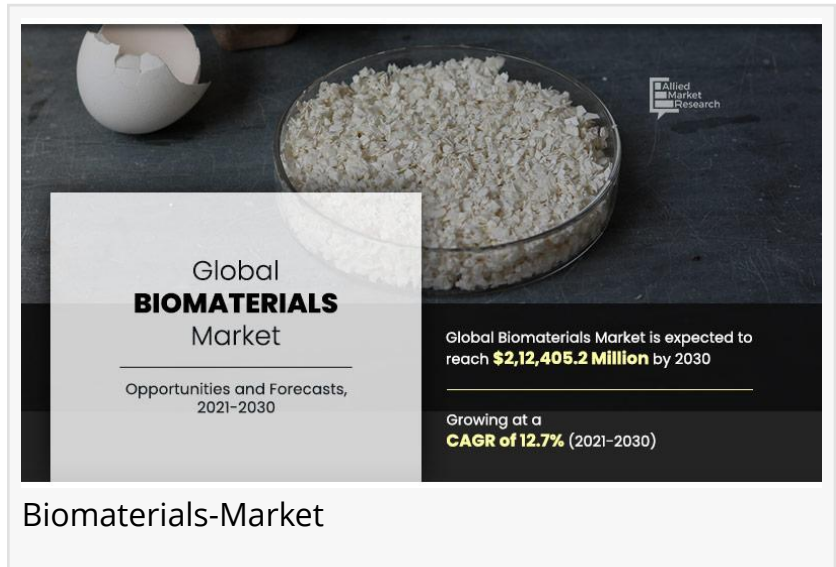 Allied
Market
Research
Global
BIOMATERIALS
Market
Opportunities and Forecasts,
2021-2030
Global Biomaterials Market is expected to
reach $2,12,405.2 Million by 2030
Growing at a
CAGR of 12.7% (2021-2030)
Biomaterials-Market